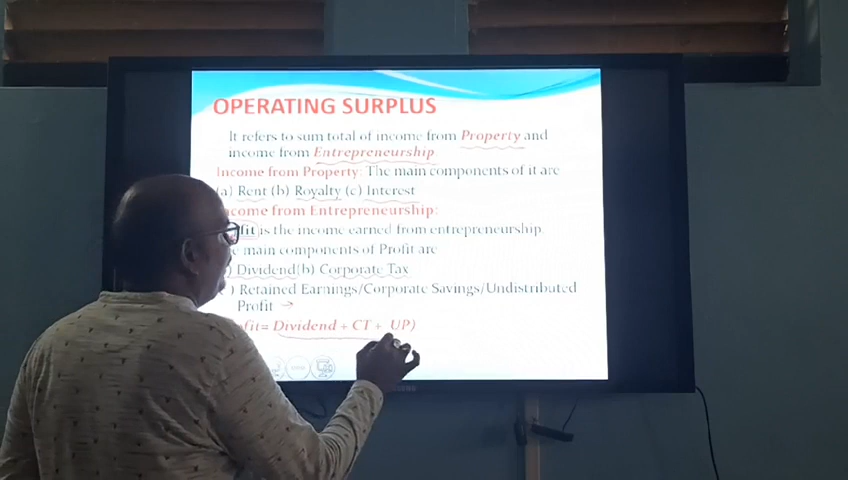 OPERATING SURPLUS
It refers to sum total of income from Property and
income from Entrepreneurship
Income from Property: The main components of it are
(a) Rent (b) Royalty (c) Interest
ncome from Entrepreneurship:
fit is the income earned from entrepreneurship.
main components of Profit are
) Dividend(b) Corporate Tax
) Retained Earnings/Corporate Savings/Undistributed
Profit
fit= Dividend + CT + UP)